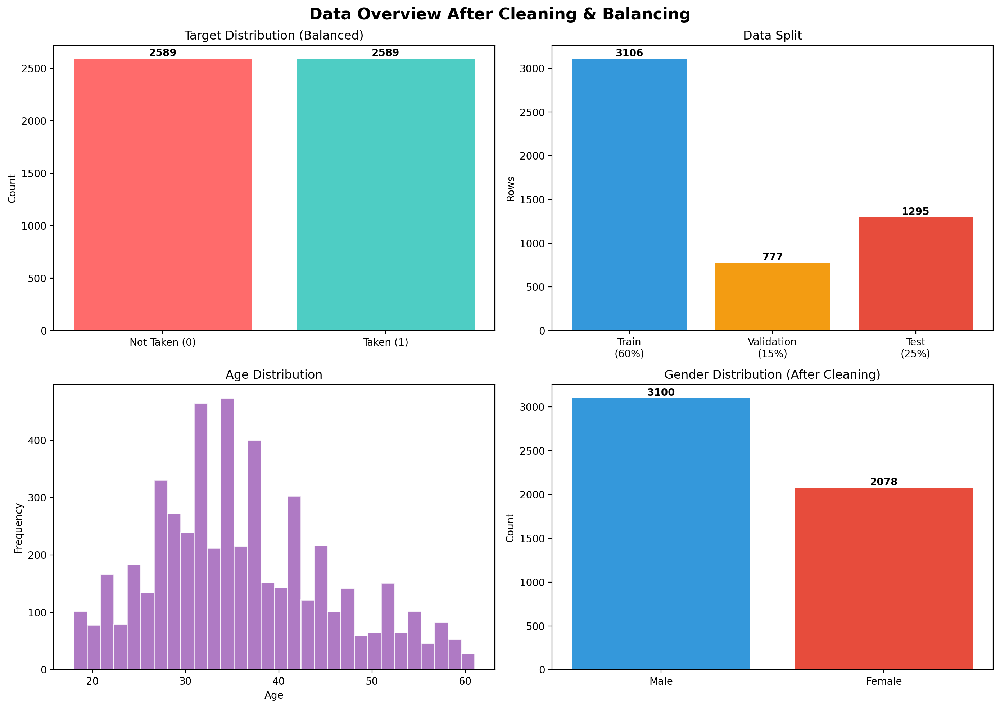 Data Overview After Cleaning & Balancing
Target Distribution (Balanced)
2589
2589
2500
2000
1500
1000
500
0
Count
Not Taken (0)
Taken (1)
Data Split
3106
777
1295
3000
2500
2000
1500
1000
500
0
Rows
Train
(60%)
Validation
(15%)
Test
(25%)
Age Distribution
400
300
200
100
0
Frequency
20
30
40
50
60
Age
Gender Distribution (After Cleaning)
3100
2078
3000
2500
2000
1500
1000
500
0
Count
Male
Female